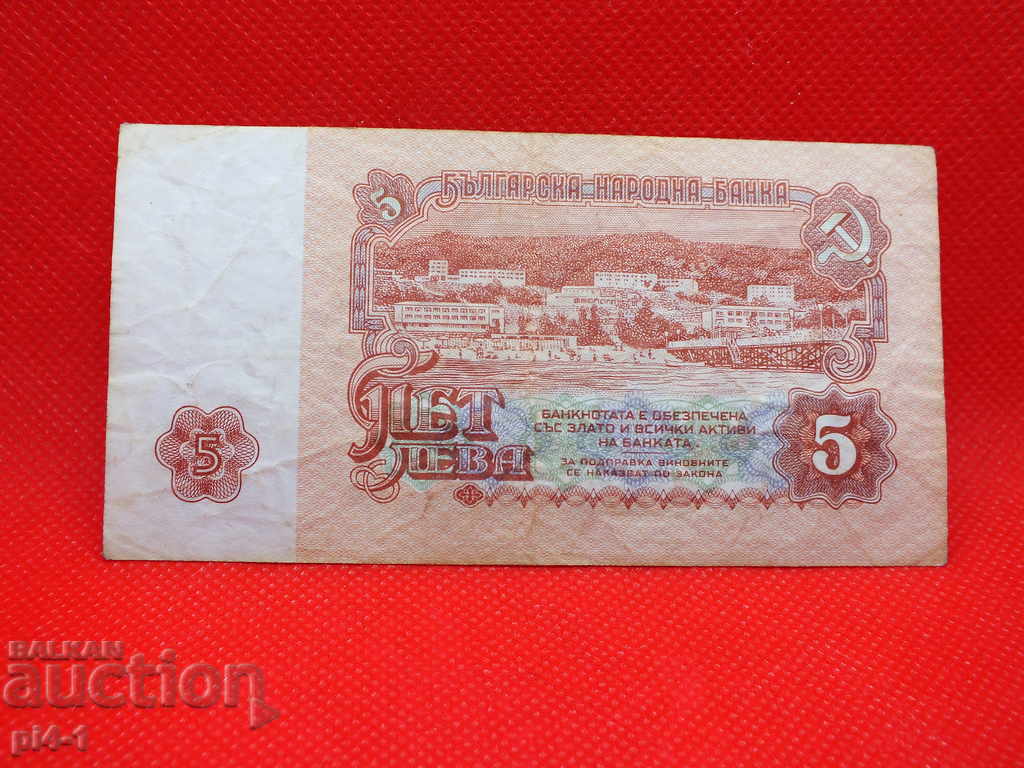 5
БЪЛГАРСКА НАРОДНА БАНКА
ПЕТ
ЛЕВА
БАНКНОТАТА Е ОБЕЗПЕЧЕНА
СЪС ЗЛАТО И ВСИЧКИ АКТИВИ
НА БАНКАТА.
ЗА ПОДПРАВКА ВИНОВНИТЕ
СЕ НАКАЗВАТ ПО ЗАКОНА
5
5
BALKAN
auction
pl4-1